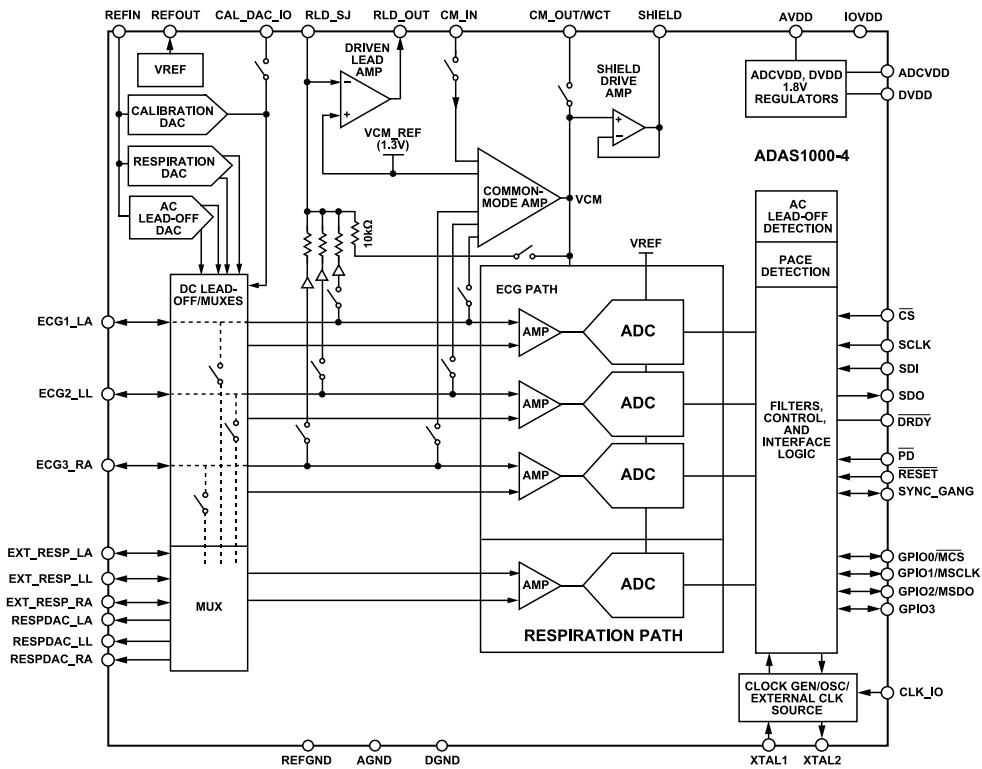 REFIN
REFOUT
CAL_DAC_IO
RLD_SJ
RLD_OUT
CM_IN
CM_OUT/WCT
SHIELD
AVDD
IOVDD
VREF
DRIVEN
LEAD
AMP
SHIELD
DRIVE
AMP
ADCVDD, DVDD
1.8V
REGULATORS
ADCVDD
DVDD
CALIBRATION
DAC
RESPIRATION
DAC
AC
LEAD-OFF
DAC
VCM_REF
(1.3V)
COMMON-
MODE AMP
VCM
ADAS1000-4
10kΩ
AC
LEAD-OFF
DETECTION
PACE
DETECTION
DC LEAD-
OFF/MUXES
VREF
ECG PATH
ECG1_LA
AMP
ADC
CS
SCLK
SDI
ECG2_LL
AMP
ADC
FILTERS,
CONTROL,
AND
INTERFACE
LOGIC
SDO
DRDY
ECG3_RA
AMP
ADC
PD
RESET
SYNC_GANG
EXT_RESP_LA
EXT_RESP_LL
EXT_RESP_RA
RESPDAC_LA
RESPDAC_LL
RESPDAC_RA
MUX
AMP
ADC
RESPIRATION PATH
GPIO0/MCS
GPIO1/MSCLK
GPIO2/MSDO
GPIO3
CLOCK GEN/OSC/
EXTERNAL CLK
SOURCE
CLK_IO
REFGND
AGND
DGND
XTAL1
XTAL2